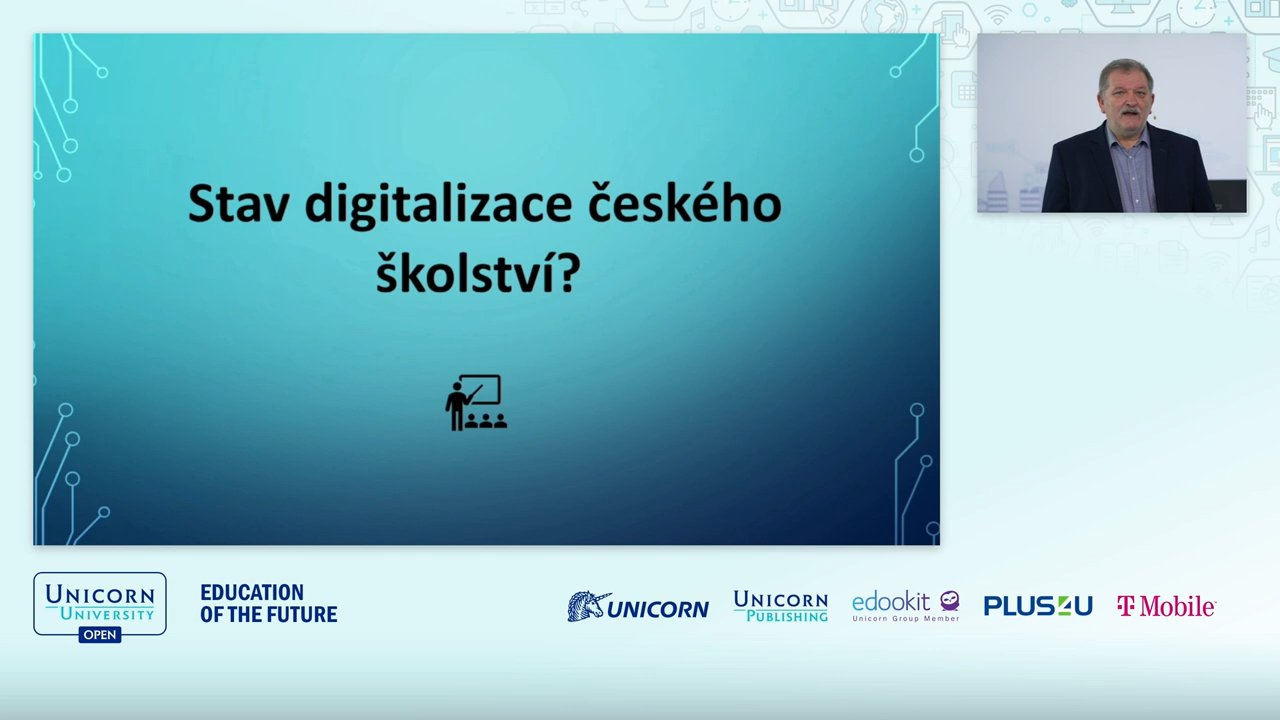 Stav digitalizace českého
školství?
UNICORN
UNIVERSITY
OPEN
EDUCATION
OF THE FUTURE
UNICORN
UNICORN
PUBLISHING
edookit
Unicorn Group Member
PLUS4U
T Mobile